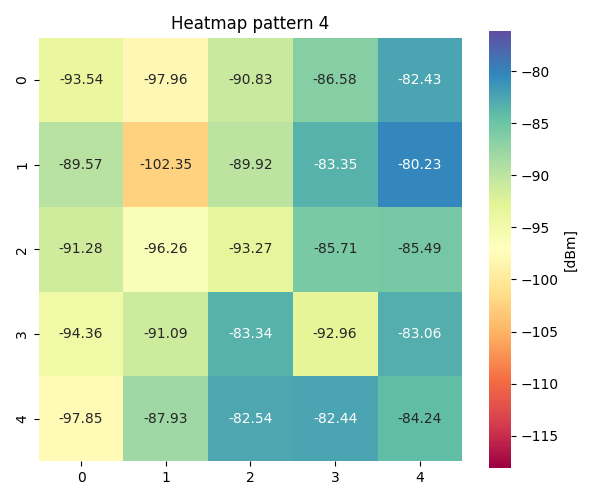 Heatmap pattern 4
0 -93.54 -97.96 -90.83 -86.58 -82.43
1 -89.57 -102.35 -89.92 -83.35 -80.23
2 -91.28 -96.26 -93.27 -85.71 -85.49
3 -94.36 -91.09 -83.34 -92.96 -83.06
4 -97.85 -87.93 -82.54 -82.44 -84.24
0 1 2 3 4
−80
−85
−90
−95
−100
−105
−110
−115
[dBm]